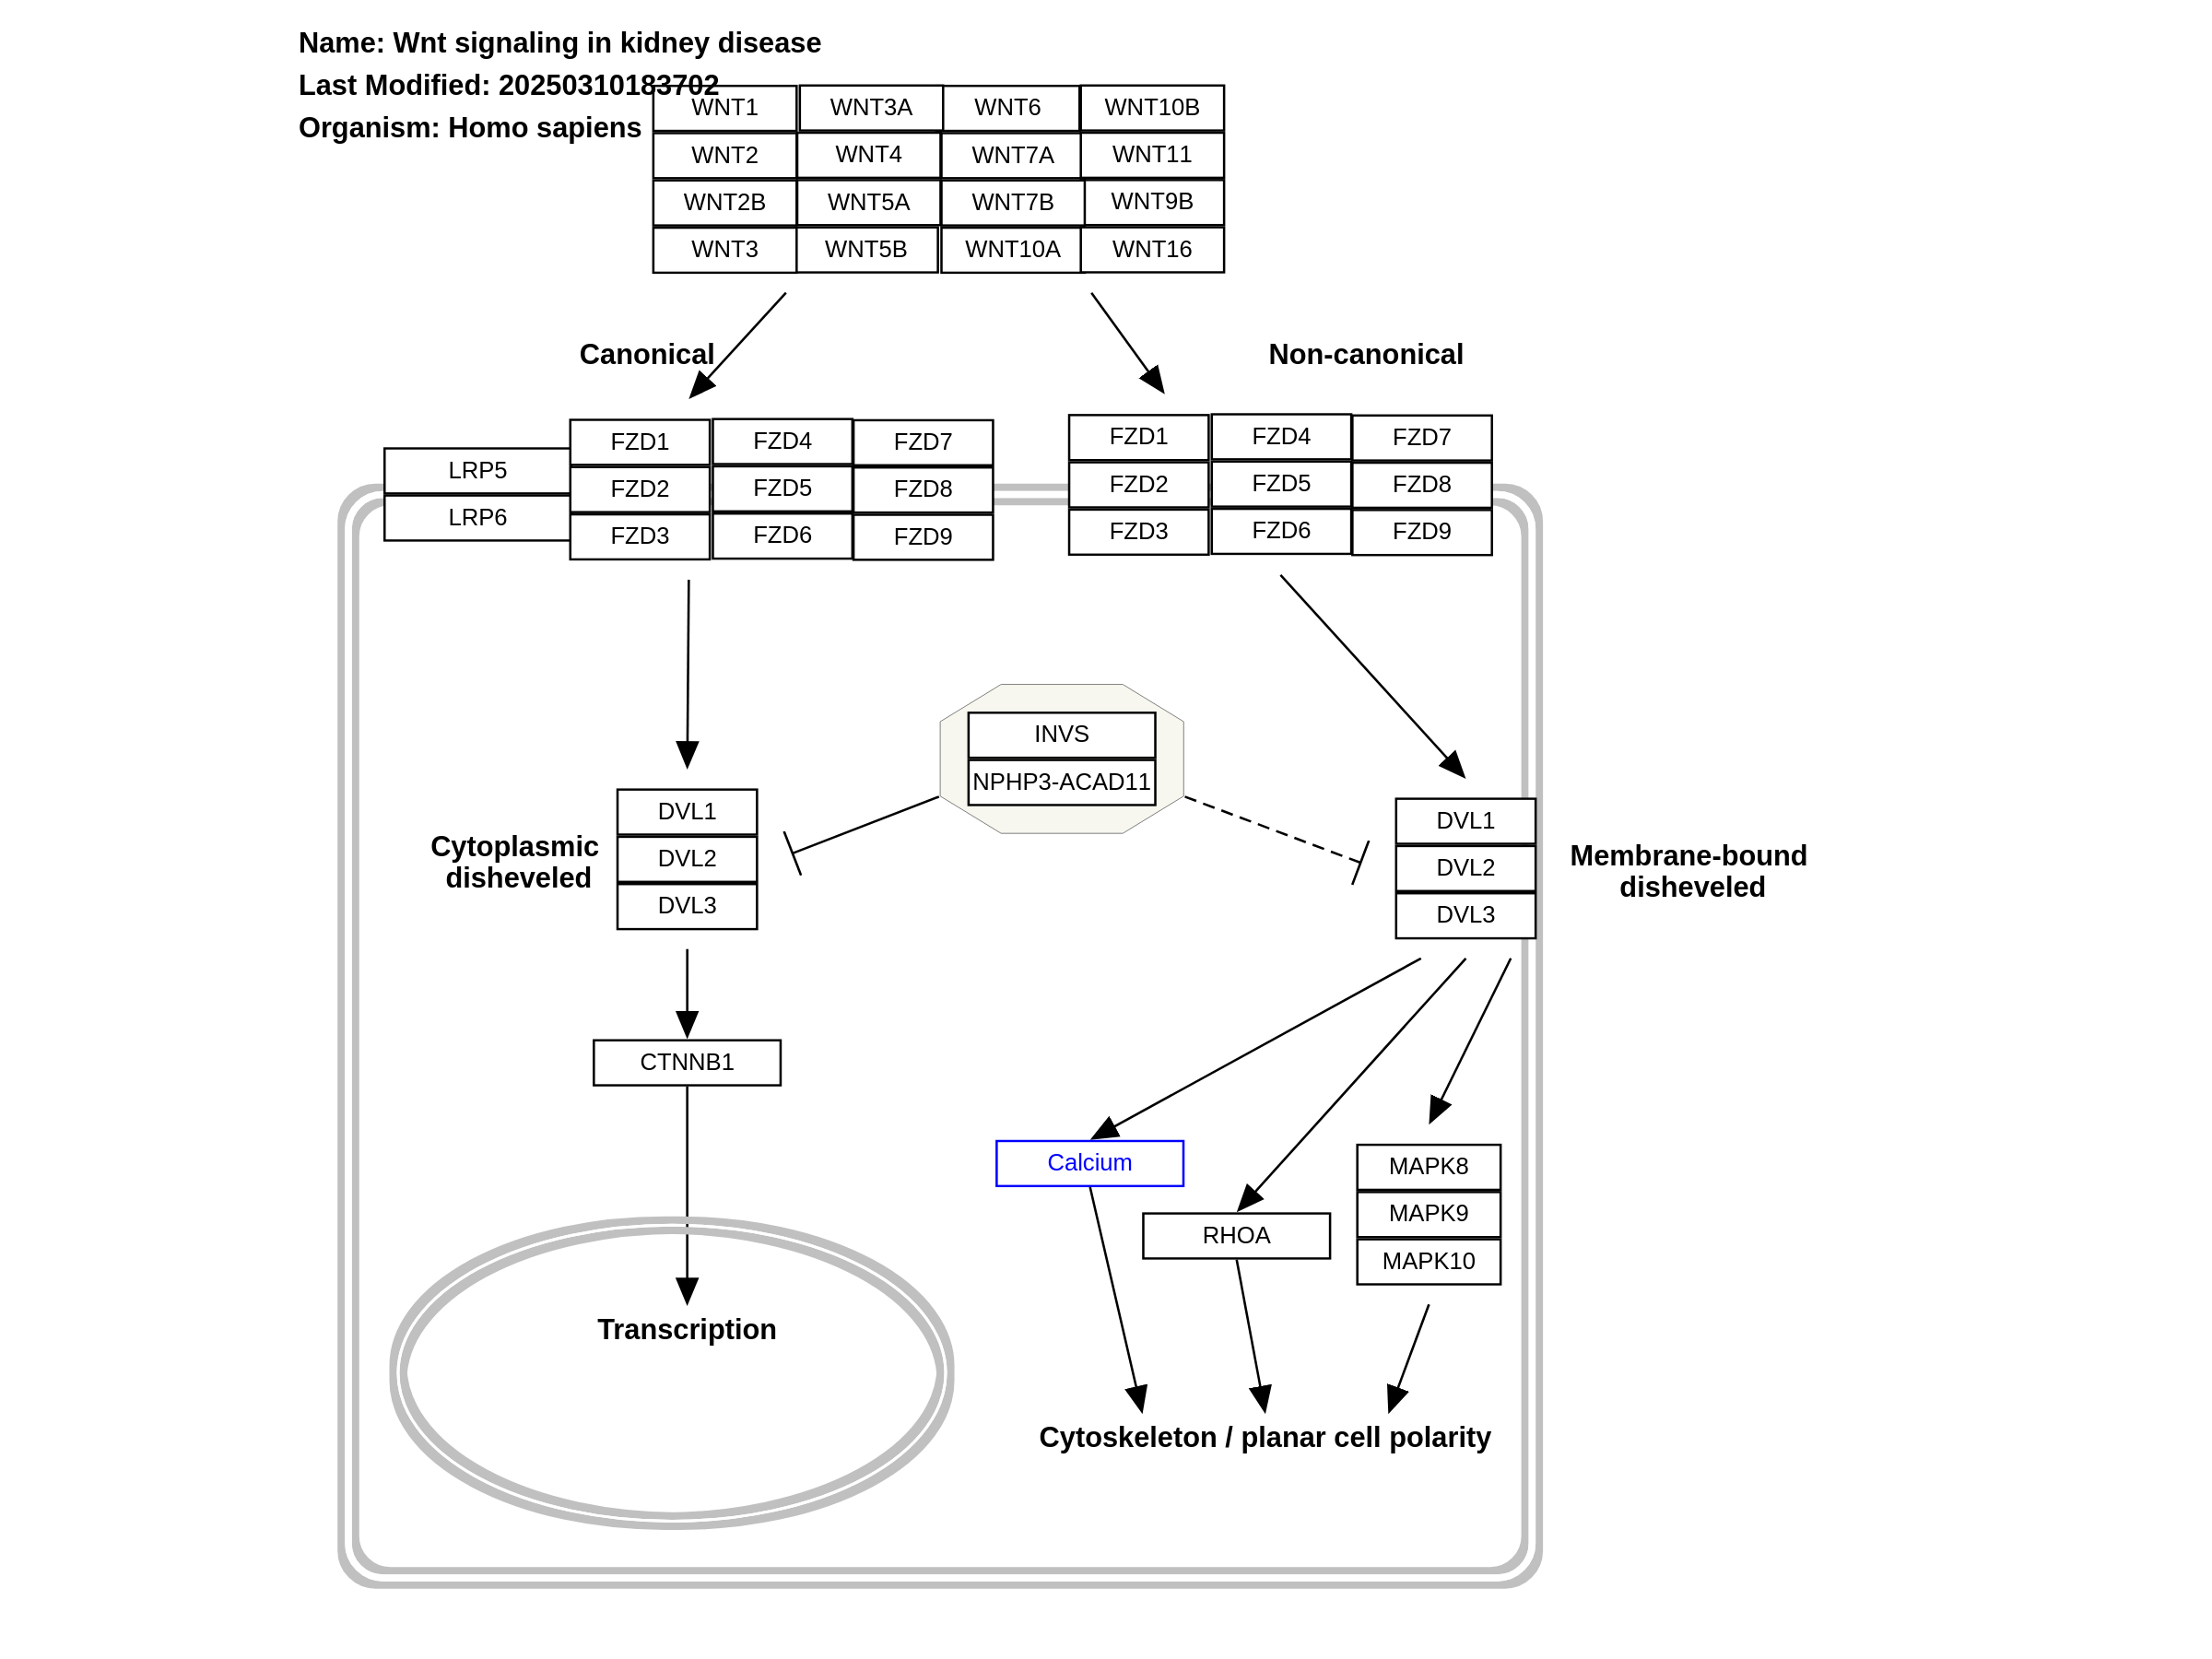 Name: Wnt signaling in kidney disease
Last Modified: 20250310183702
Organism: Homo sapiens
WNT1 WNT3A WNT6 WNT10B
WNT2 WNT4 WNT7A WNT11
WNT2B WNT5A WNT7B WNT9B
WNT3 WNT5B WNT10A WNT16
Canonical
Non-canonical
LRP5
LRP6
FZD1 FZD4 FZD7
FZD2 FZD5 FZD8
FZD3 FZD6 FZD9
FZD1 FZD4 FZD7
FZD2 FZD5 FZD8
FZD3 FZD6 FZD9
INVS
NPHP3-ACAD11
Cytoplasmic
disheveled
DVL1
DVL2
DVL3
DVL1
DVL2
DVL3
Membrane-bound
disheveled
CTNNB1
Calcium
RHOA
MAPK8
MAPK9
MAPK10
Transcription
Cytoskeleton / planar cell polarity